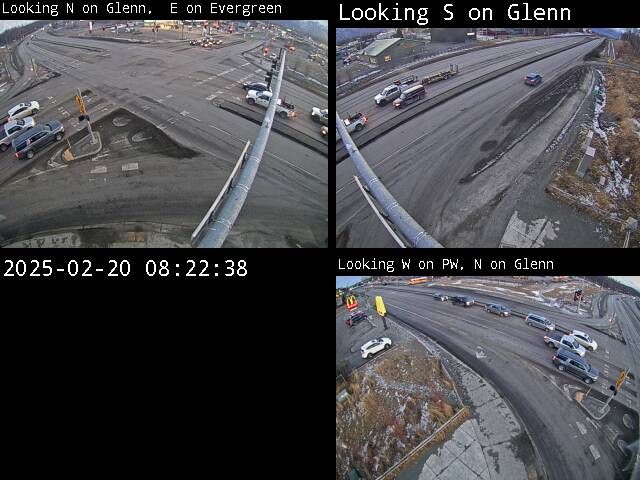 Looking N on Glenn,  E on Evergreen
Looking S on Glenn
2025-02-20 08:22:38
Looking W on PW, N on Glenn